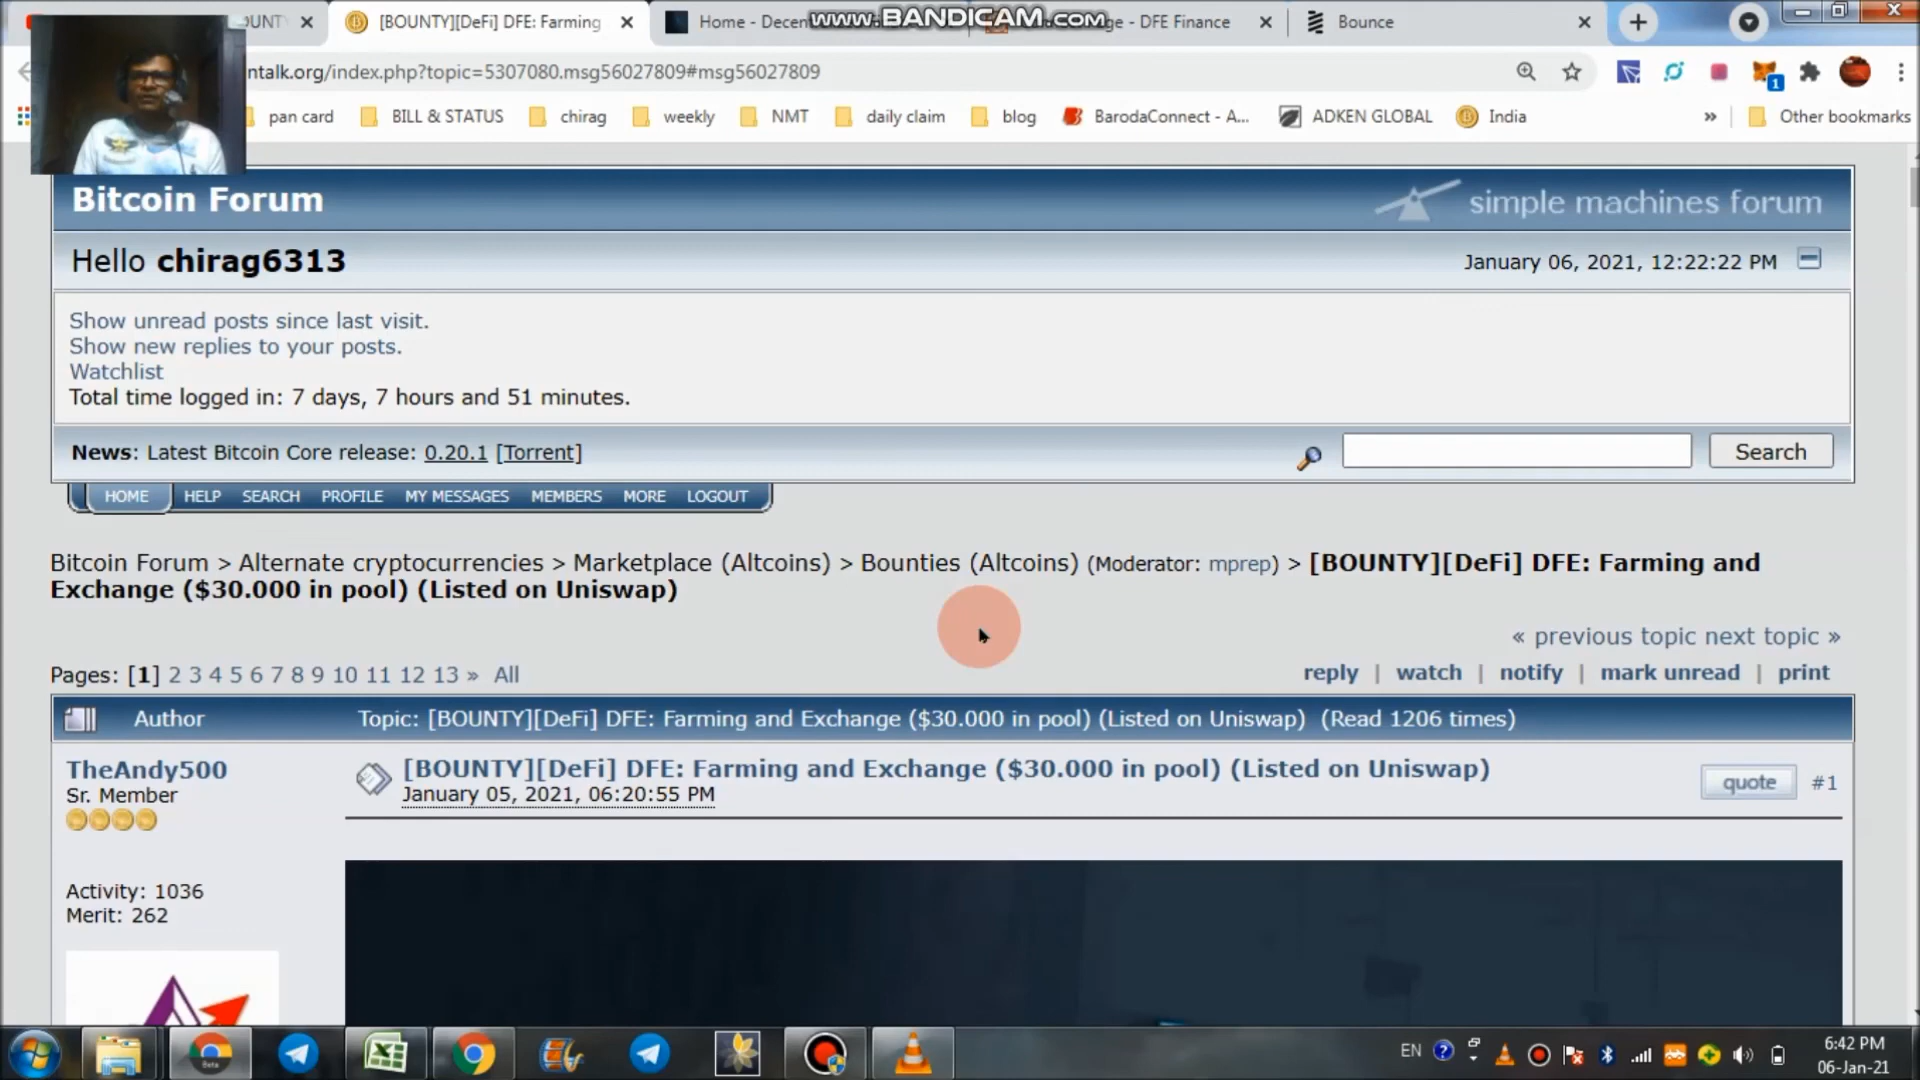 OUNTY
[BOUNTY][DeFi] DFE: Farming
Home - Decen
ge - DFE Finance
Bounce
www.BANDICAM.com
ntalk.org/index.php?topic=5307080.msg56027809#msg56027809
1
pan card
BILL & STATUS
chirag
weekly
NMT
daily claim
blog
BarodaConnect - A...
ADKEN GLOBAL
India
»
Other bookmarks
Bitcoin Forum
simple machines forum
Hello chirag6313
January 06, 2021, 12:22:22 PM
Show unread posts since last visit.
Show new replies to your posts.
Watchlist
Total time logged in: 7 days, 7 hours and 51 minutes.
News: Latest Bitcoin Core release: 0.20.1 [Torrent]
Search
HOME HELP SEARCH PROFILE MY MESSAGES MEMBERS MORE LOGOUT
Bitcoin Forum > Alternate cryptocurrencies > Marketplace (Altcoins) > Bounties (Altcoins) (Moderator: mprep) > [BOUNTY][DeFi] DFE: Farming and
Exchange ($30.000 in pool) (Listed on Uniswap)
« previous topic next topic »
Pages: [1] 2 3 4 5 6 7 8 9 10 11 12 13 » All
reply | watch | notify | mark unread | print
Author
Topic: [BOUNTY][DeFi] DFE: Farming and Exchange ($30.000 in pool) (Listed on Uniswap) (Read 1206 times)
TheAndy500
Sr. Member
[BOUNTY][DeFi] DFE: Farming and Exchange ($30.000 in pool) (Listed on Uniswap)
January 05, 2021, 06:20:55 PM
quote
#1
Activity: 1036
Merit: 262
Beta
EN
6:42 PM
06-Jan-21